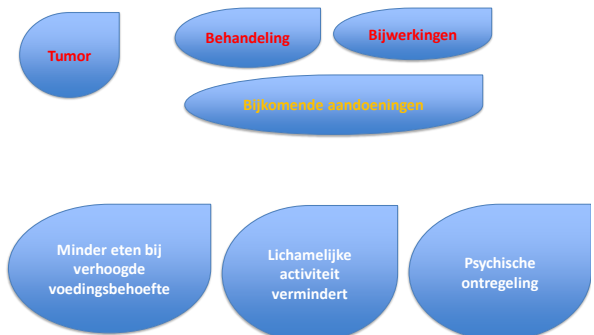 Tumor
Behandeling
Bijwerkingen
Bijkomende aandoeningen
Minder eten bij
verhoogde
voedingsbehoefte
Lichamelijke
activiteit
vermindert
Psychische
ontregeling